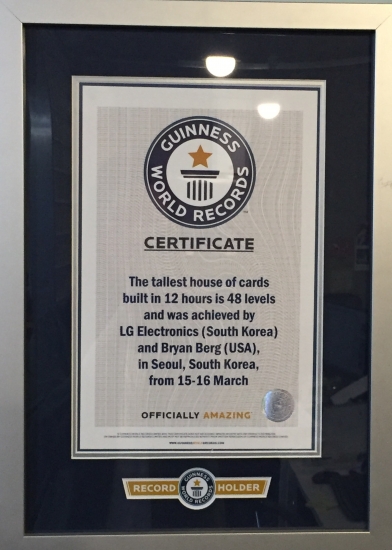 GUINNESS
WORLD RECORDS
CERTIFICATE
The tallest house of cards
built in 12 hours is 48 levels
and was achieved by
LG Electronics (South Korea)
and Bryan Berg (USA),
in Seoul, South Korea,
from 15-16 March
OFFICIALLY AMAZING
RECORD
GUINNESS
WORLD RECORDS
HOLDER